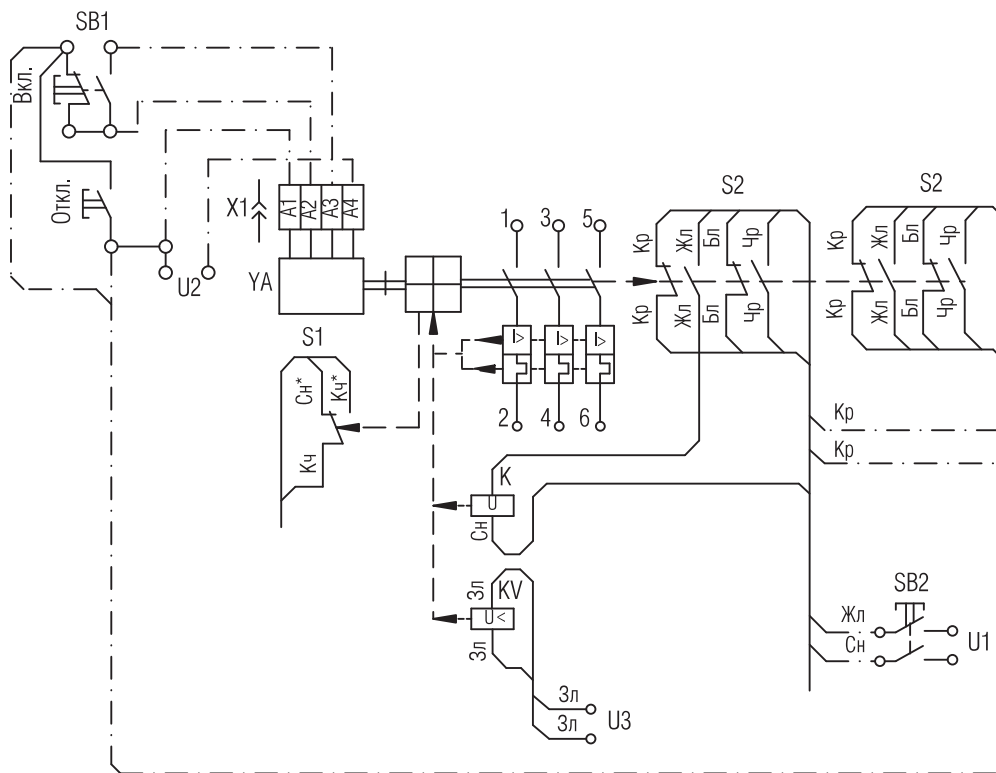 SB1
Вкл.
Откл.
X1
A1 A2 A3 A4
U2
YA
S1
Сн*
Кч*
Кч
1 3 5
I> I> I>
2 4 6
S2
Кр Жл Бл Чр
Кр Жл Бл Чр
S2
Кр Жл Бл Чр
Кр Жл Бл Чр
Кр
Кр
K
U
Сн
Зл
KV
U<
Зл
Зл
Зл
U3
SB2
Жл
Сн
U1